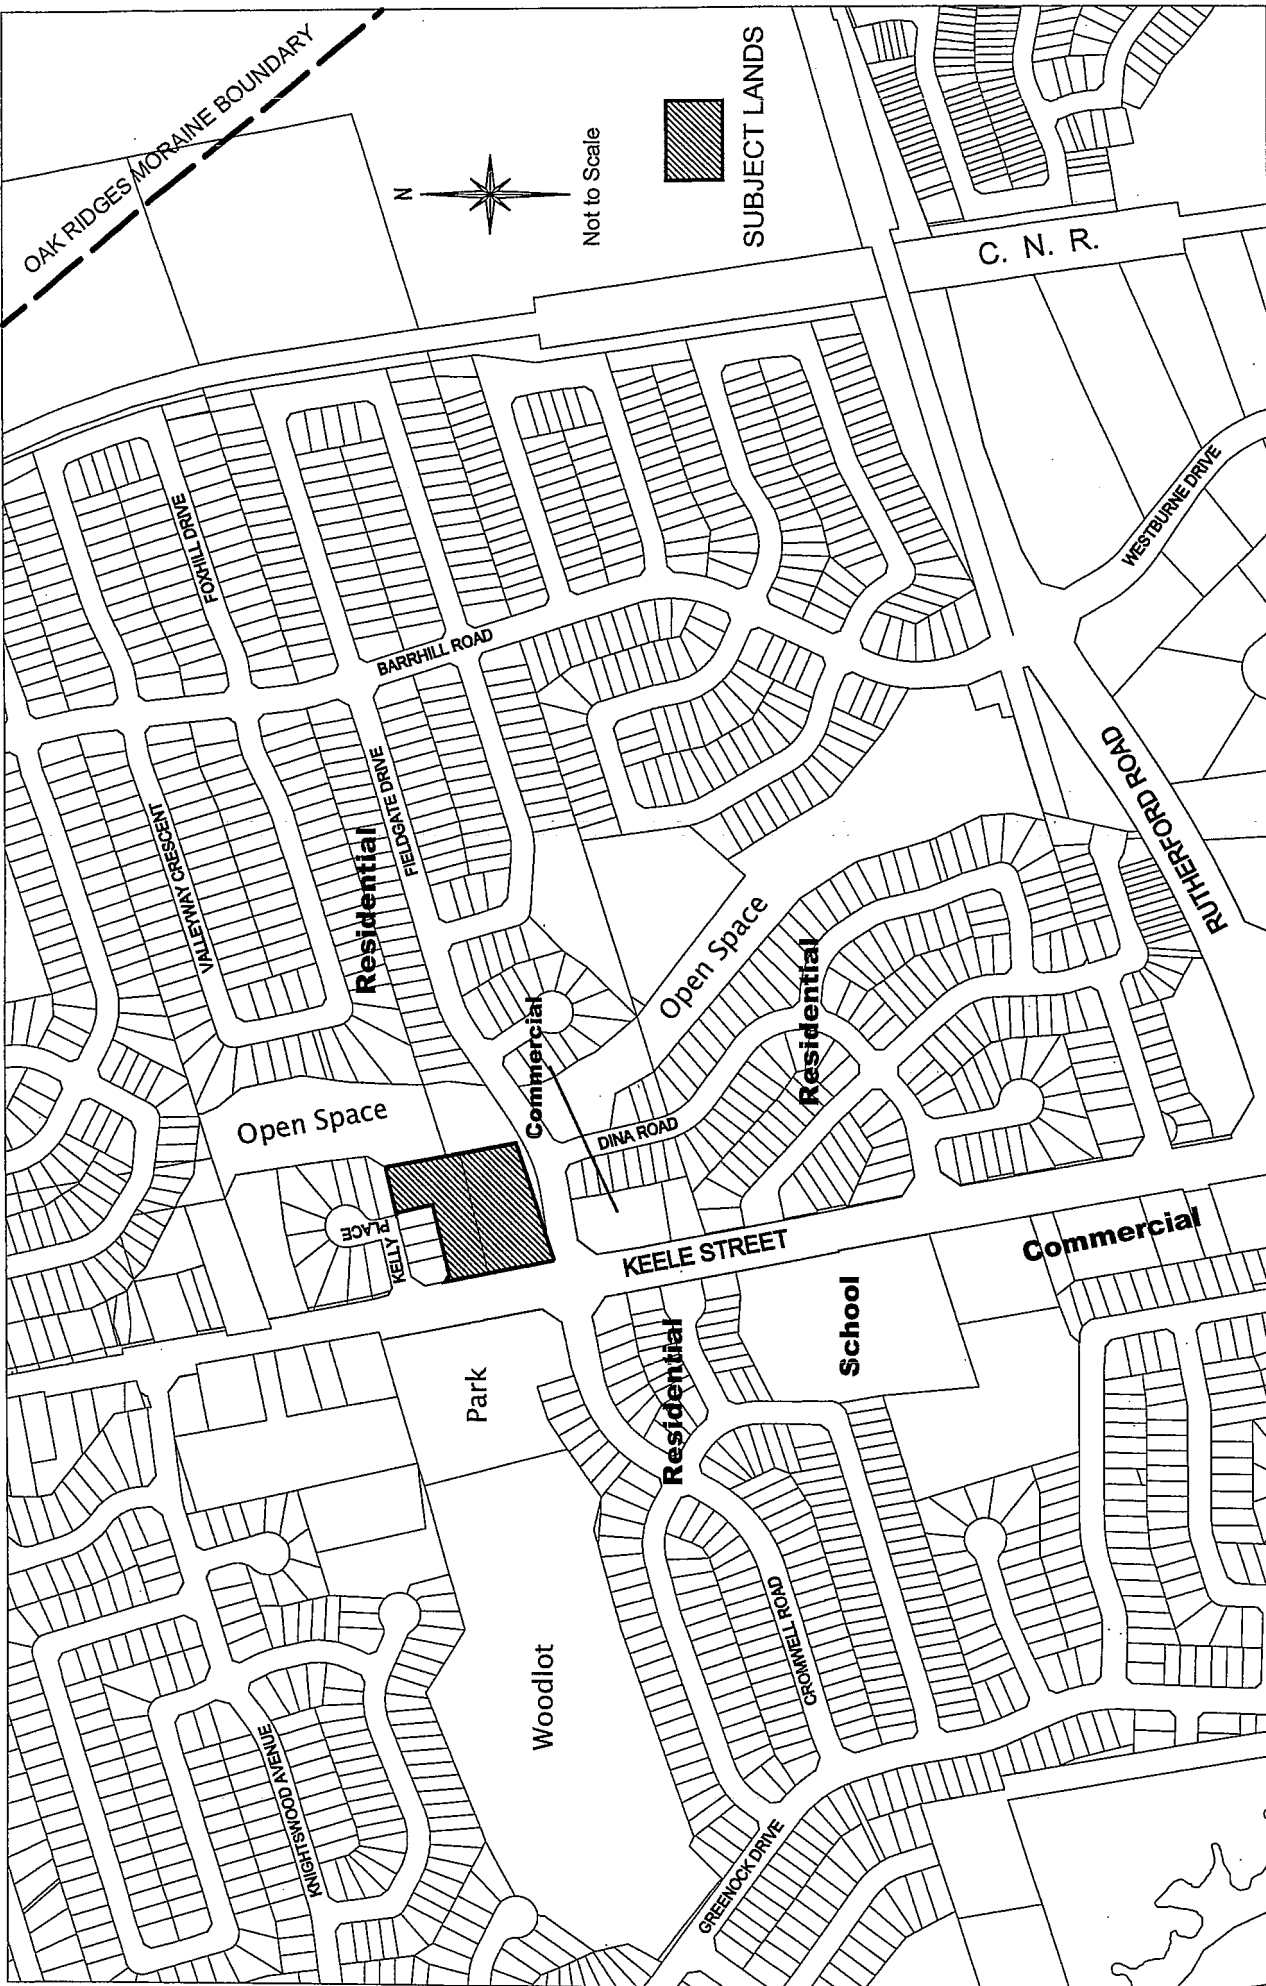 OAK RIDGES MORAINE BOUNDARY
N
Not to Scale
SUBJECT LANDS
C. N. R.
FOXHILL DRIVE
BARRHILL ROAD
WESTBURNE DRIVE
VALLEYWAY CRESCENT
Residential
FIELDGATE DRIVE
RUTHERFORD ROAD
Open Space
Residential
Commercial
Open Space
DINA ROAD
KELLY
PLACE
KEELE STREET
Commercial
Park
Residential
School
Woodlot
CROMWELL ROAD
KNIGHTSWOOD AVENUE
GREENOCK DRIVE